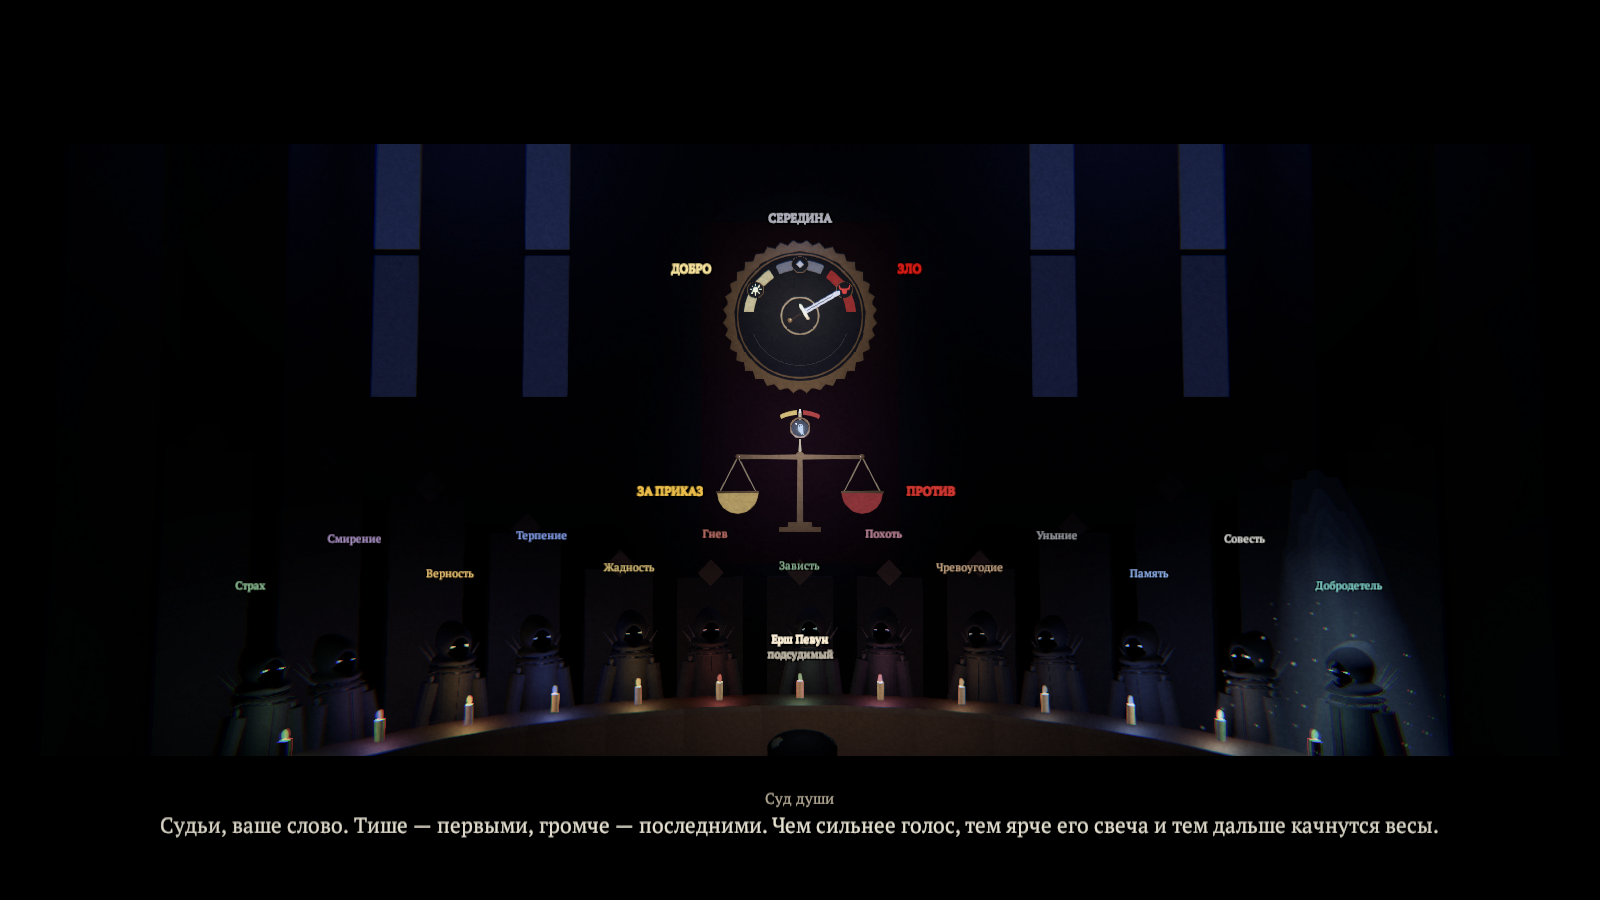 СЕРЕДИНА
ДОБРО
ЗЛО
ЗА ПРИКАЗ
ПРОТИВ
Смирение
Терпение
Гнев
Похоть
Уныние
Совесть
Страх
Верность
Жадность
Зависть
Чревоугодие
Память
Добродетель
Ерш Певун
подсудимый
Суд души
Судьи, ваше слово. Тише — первыми, громче — последними. Чем сильнее голос, тем ярче его свеча и тем дальше качнутся весы.